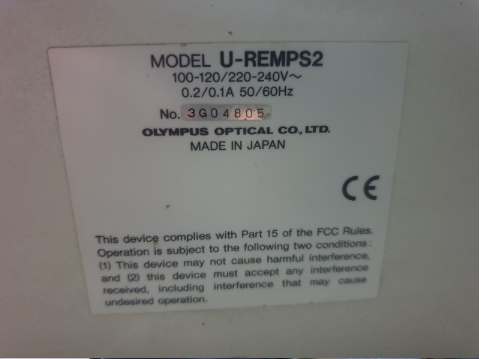 MODEL U-REMPS2
100-120/220-240V～
0.2/0.1A 50/60Hz
No. 3G04805
OLYMPUS OPTICAL CO., LTD.
MADE IN JAPAN
CE
This device complies with Part 15 of the FCC Rules.
Operation is subject to the following two conditions:
(1) This device may not cause harmful interference,
and (2) this device must accept any interference
received, including interference that may cause
undesired operation.